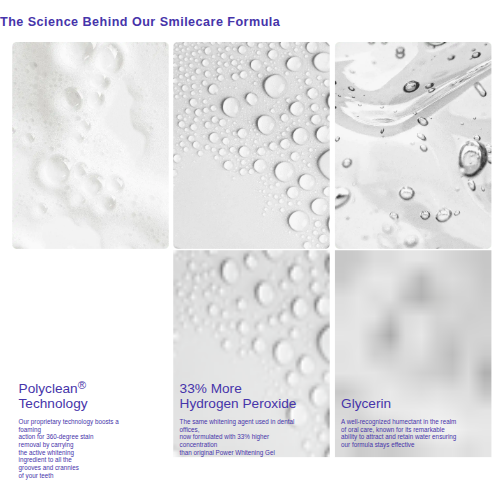 The Science Behind Our Smilecare Formula
Polyclean®
Technology
Our proprietary technology boosts a
foaming
action for 360-degree stain
removal by carrying
the active whitening
ingredient to all the
grooves and crannies
of your teeth
33% More
Hydrogen Peroxide
The same whitening agent used in dental
offices,
now formulated with 33% higher
concentration
than original Power Whitening Gel
Glycerin
A well-recognized humectant in the realm
of oral care, known for its remarkable
ability to attract and retain water ensuring
our formula stays effective